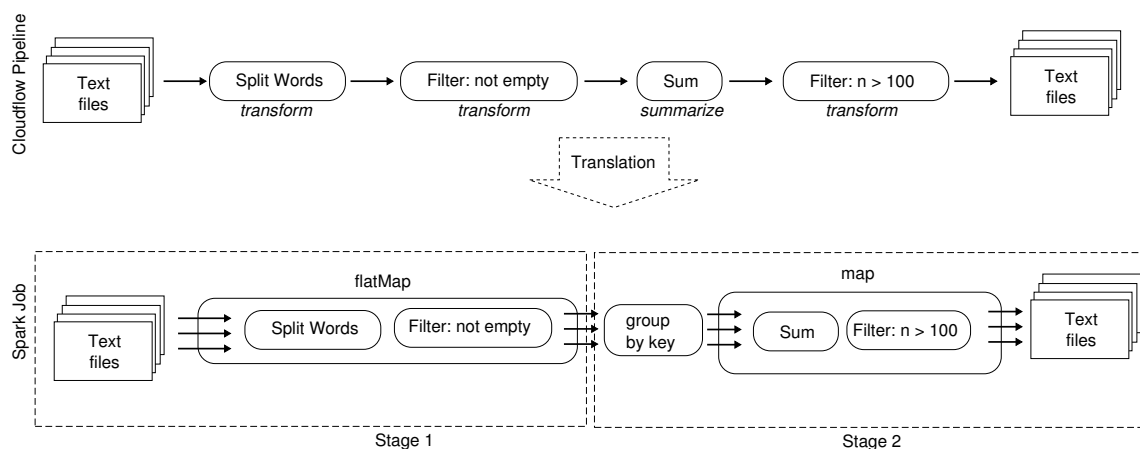 Cloudflow Pipeline
Text
files
Split Words
transform
Filter: not empty
transform
Sum
summarize
Filter: n > 100
transform
Text
files
Translation
Spark Job
flatMap
Text
files
Split Words
Filter: not empty
Stage 1
group
by key
map
Sum
Filter: n > 100
Text
files
Stage 2